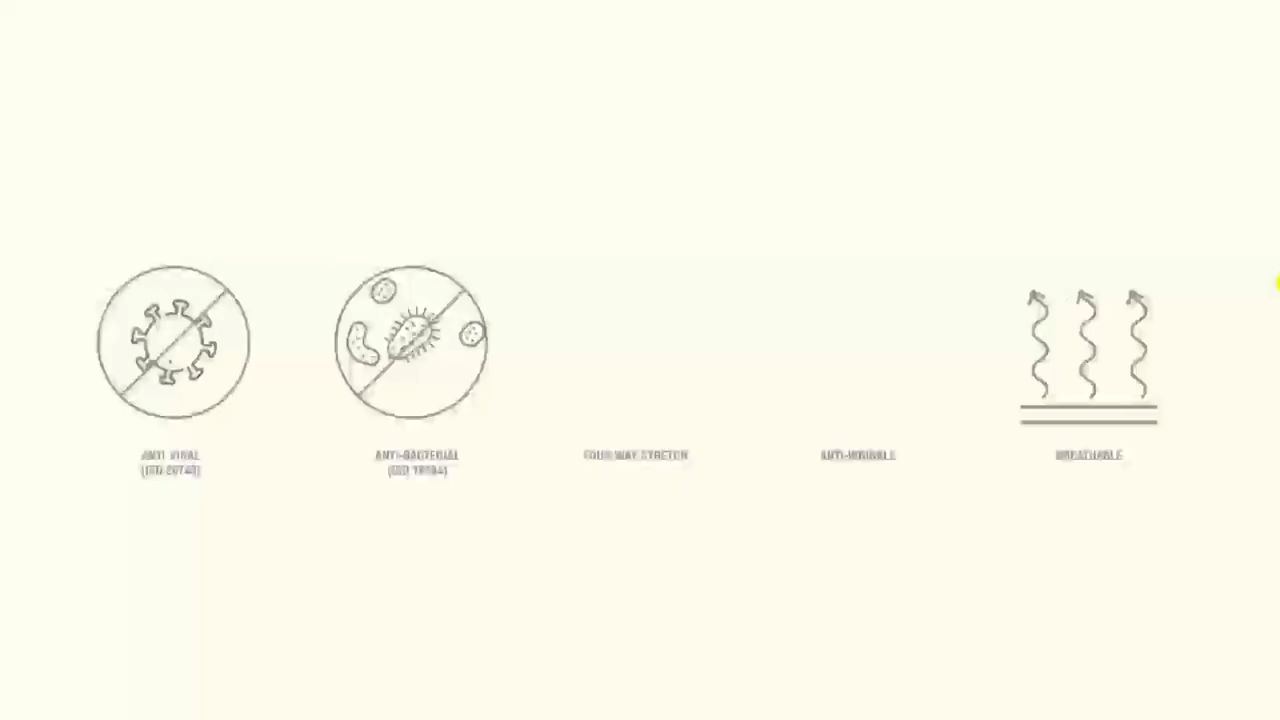 ANTI VIRAL
ANTI-BACTERIAL
FOUR WAY STRETCH
ANTI-WRINKLE
BREATHABLE